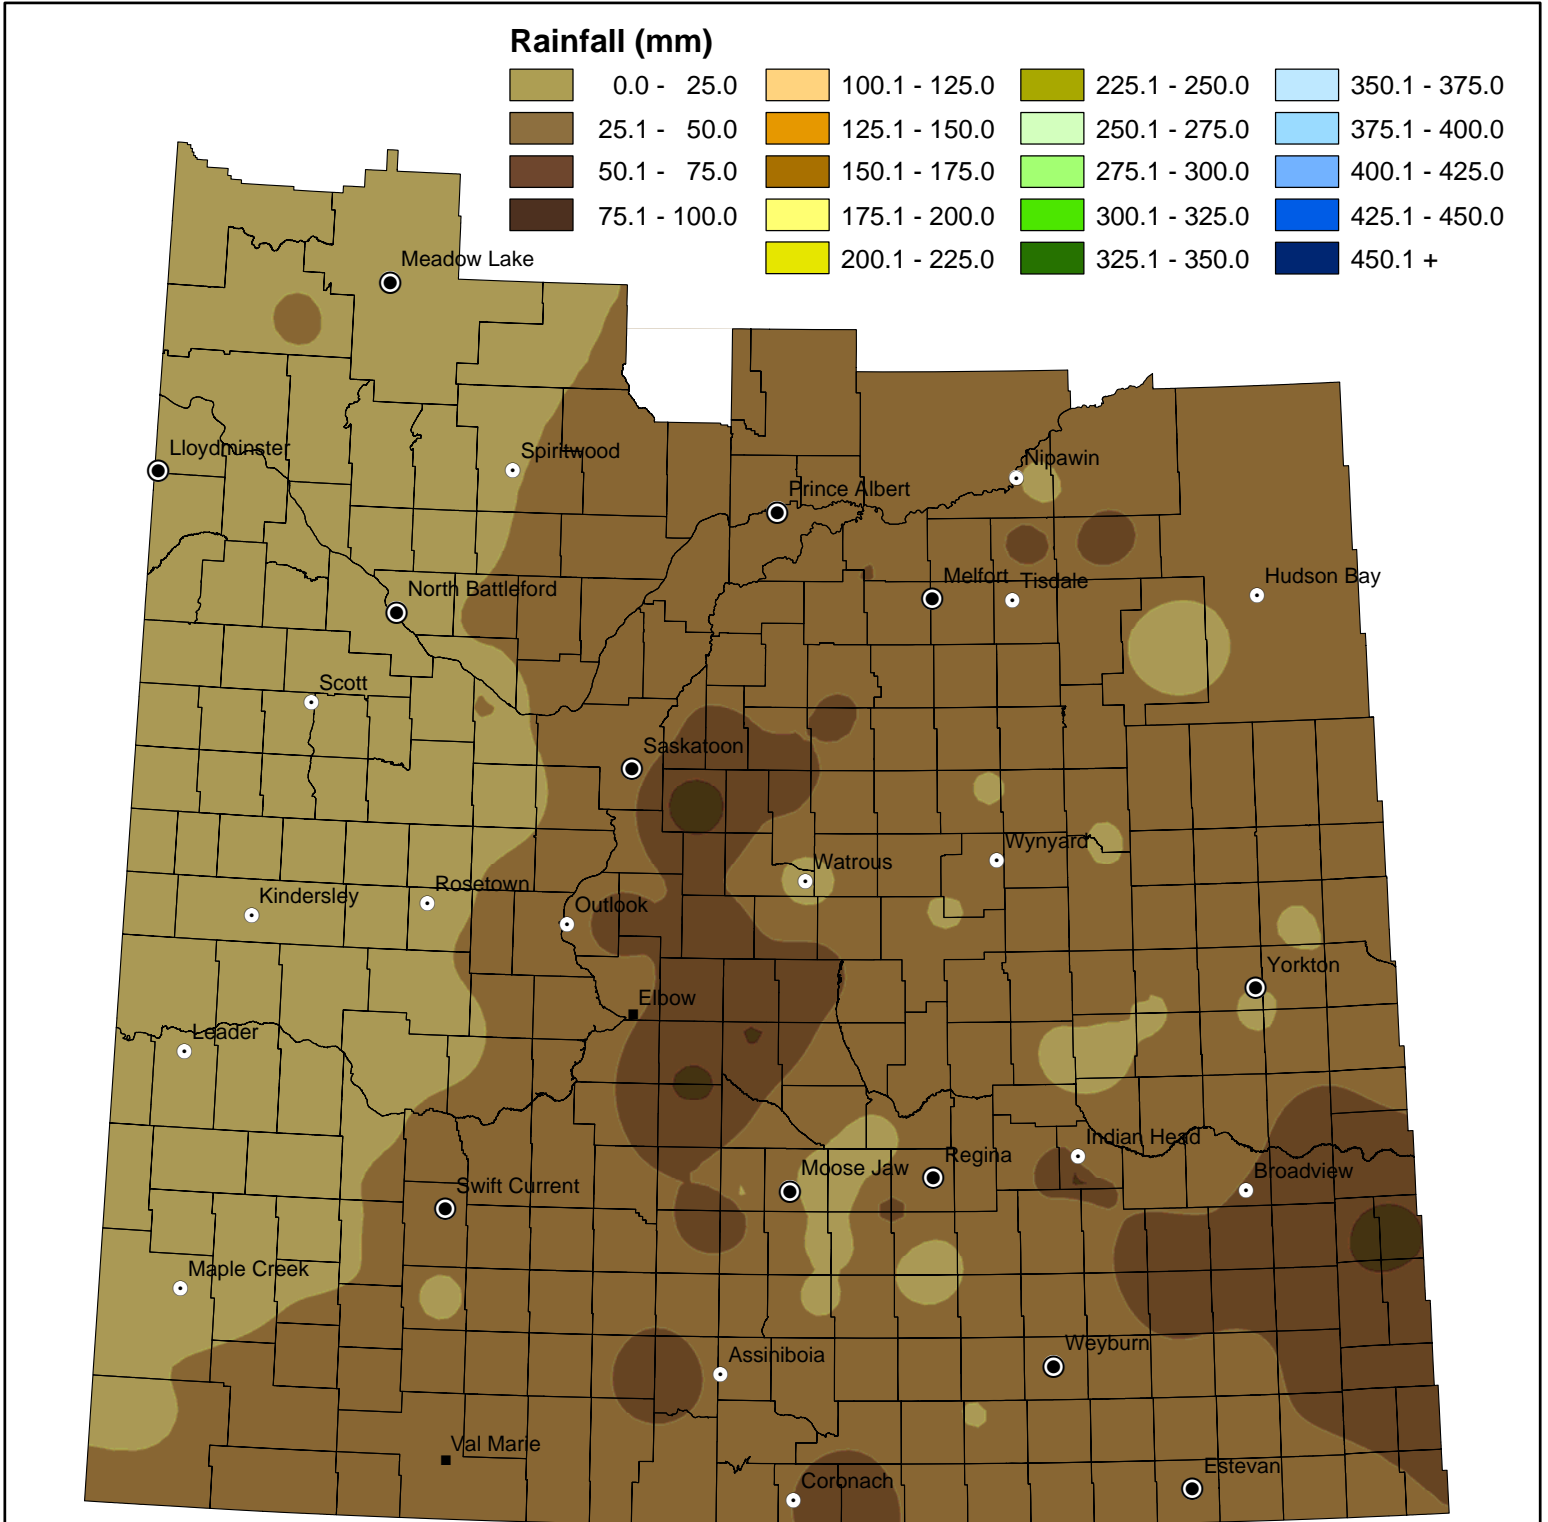 Rainfall (mm)
0.0 - 25.0
25.1 - 50.0
50.1 - 75.0
75.1 - 100.0
100.1 - 125.0
125.1 - 150.0
150.1 - 175.0
175.1 - 200.0
200.1 - 225.0
225.1 - 250.0
250.1 - 275.0
275.1 - 300.0
300.1 - 325.0
325.1 - 350.0
350.1 - 375.0
375.1 - 400.0
400.1 - 425.0
425.1 - 450.0
450.1 +
Meadow Lake
Lloydminster
Spiritwood
Nipawin
Prince Albert
North Battleford
Melfort
Tisdale
Hudson Bay
Scott
Saskatoon
Watrous
Wynyard
Kindersley
Rosetown
Outlook
Yorkton
Elbow
Leader
Indian Head
Moose Jaw
Regina
Broadview
Swift Current
Maple Creek
Assiniboia
Weyburn
Val Marie
Coronach
Estevan